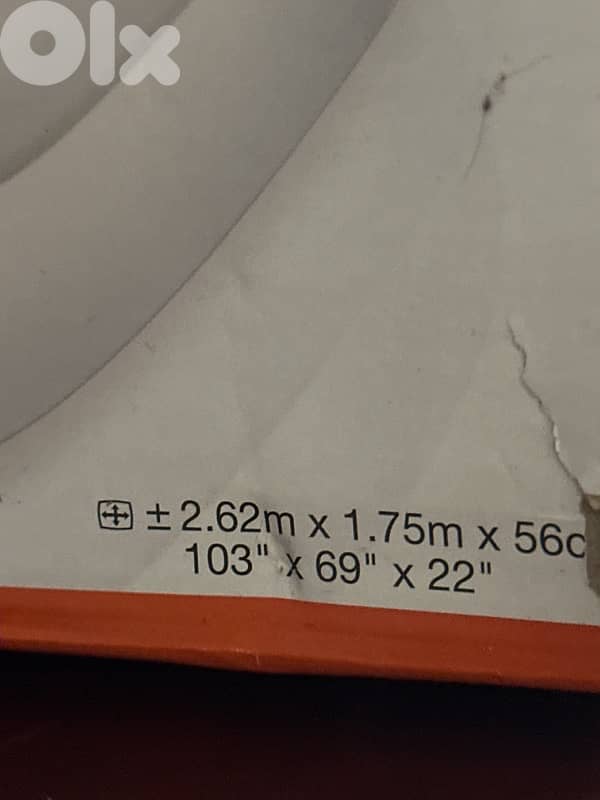 Olx
± 2.62m x 1.75m x 56c
103" x 69" x 22"